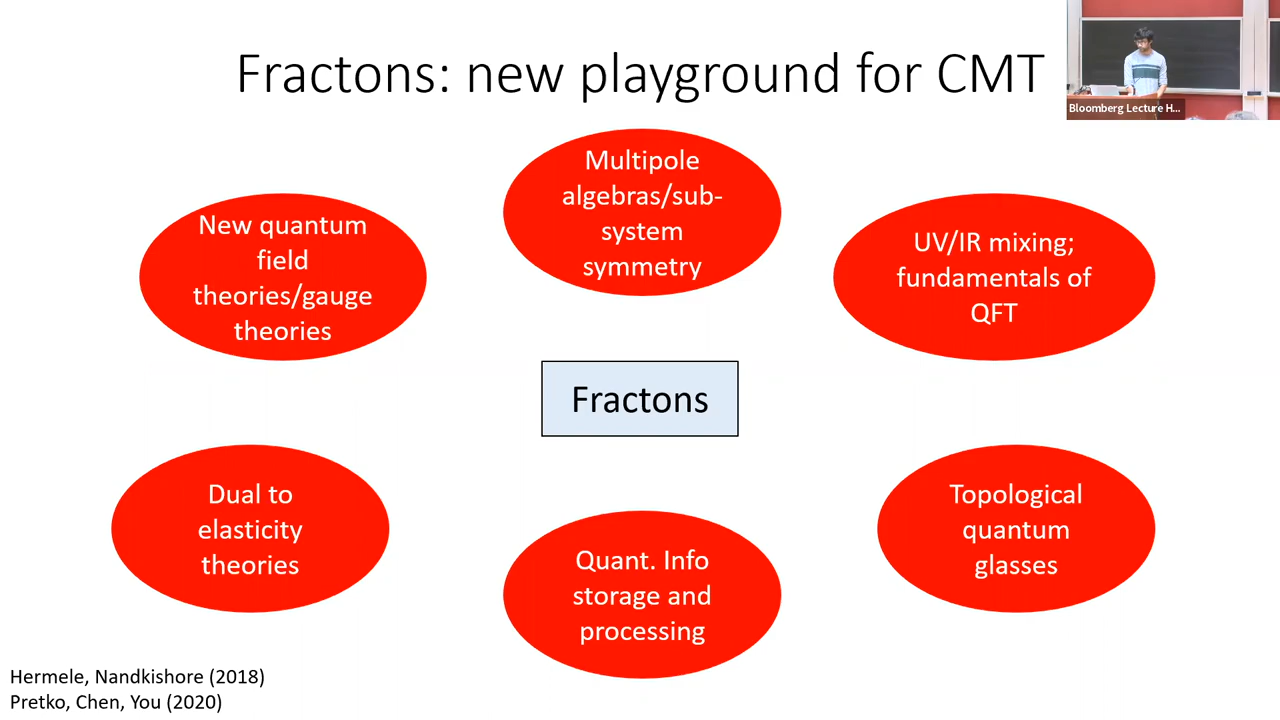 Fractons: new playground for CMT
Bloomberg Lecture H...
Multipole
algebras/sub-
system
symmetry
New quantum
field
theories/gauge
theories
UV/IR mixing;
fundamentals of
QFT
Fractons
Dual to
elasticity
theories
Quant. Info
storage and
processing
Topological
quantum
glasses
Hermele, Nandkishore (2018)
Pretko, Chen, You (2020)